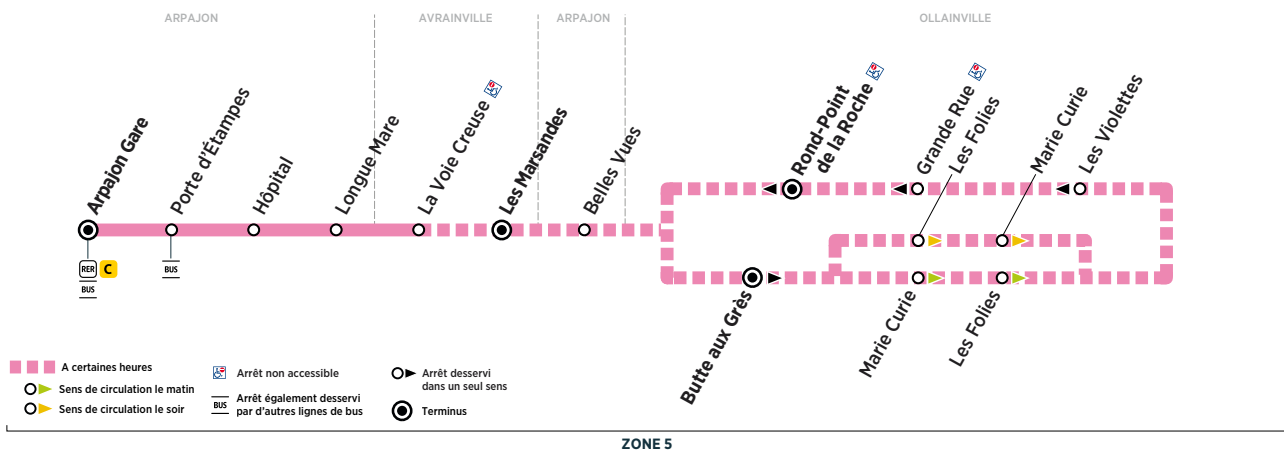 ARPAJON
AVRAINVILLE
ARPAJON
OLLAINVILLE
Arpajon Gare
Porte d'Étampes
Hôpital
Longue Mare
La Voie Creuse
Les Marsandes
Belles Vues
Rond-Point
de la Roche
Grande Rue
Les Folies
Marie Curie
Les Violettes
RER C
BUS
BUS
Butte aux Grès
Marie Curie
Les Folies
A certaines heures
Sens de circulation le matin
Sens de circulation le soir
Arrêt non accessible
BUS Arrêt également desservi
par d'autres lignes de bus
Arrêt desservi
dans un seul sens
Terminus
ZONE 5